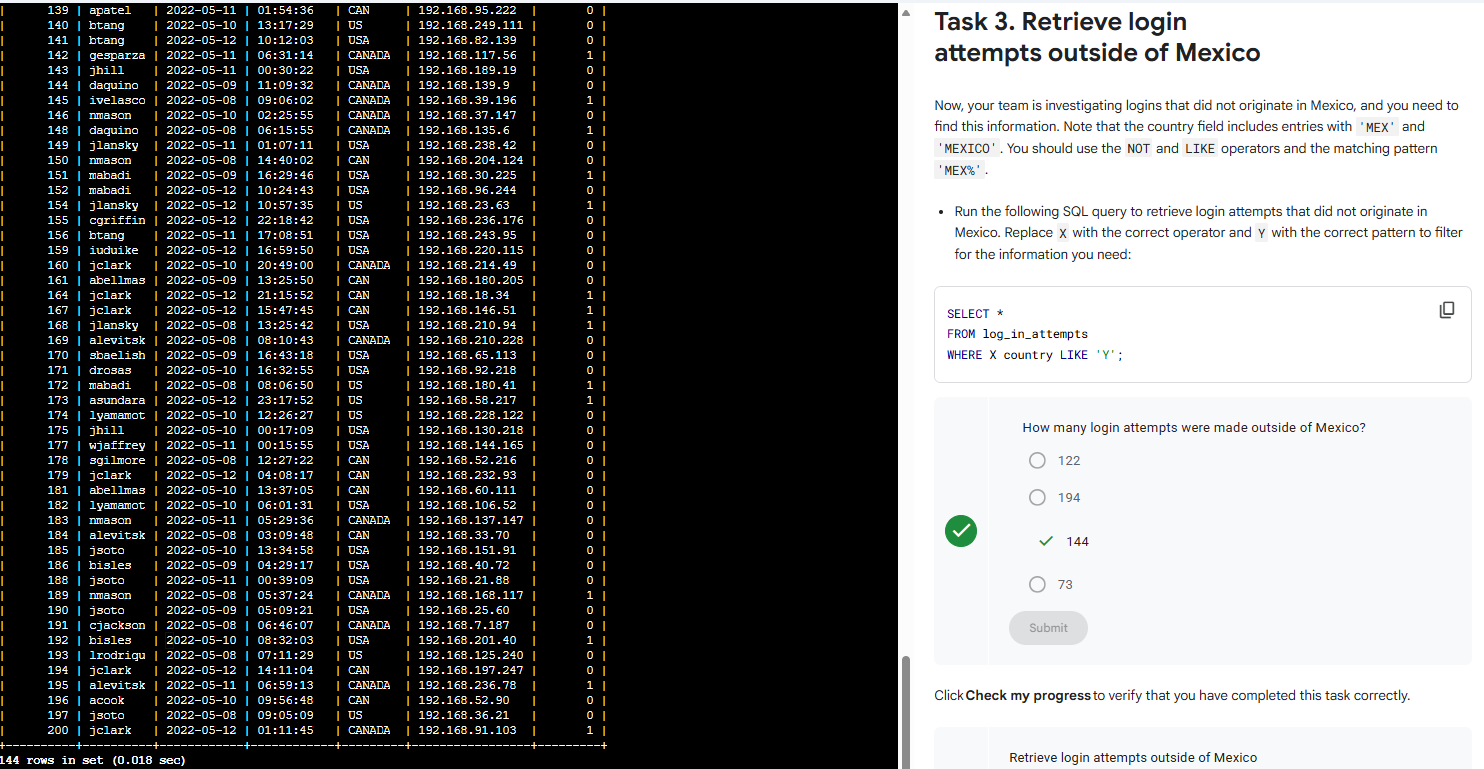 | 139 | apatel | 2022-05-11 | 01:54:36 | CAN | 192.168.95.222 | 0 |
| 140 | btang | 2022-05-10 | 13:17:29 | US | 192.168.249.111 | 0 |
| 141 | btang | 2022-05-12 | 10:12:03 | USA | 192.168.82.139 | 0 |
| 142 | gesparza | 2022-05-11 | 06:31:14 | CANADA | 192.168.117.56 | 1 |
| 143 | jhill | 2022-05-11 | 00:30:22 | USA | 192.168.189.19 | 0 |
| 144 | daquino | 2022-05-09 | 11:09:32 | CANADA | 192.168.139.9 | 0 |
| 145 | ivelasco | 2022-05-08 | 09:06:02 | CANADA | 192.168.39.196 | 1 |
| 146 | nmason | 2022-05-10 | 02:25:55 | CANADA | 192.168.37.147 | 0 |
| 148 | daquino | 2022-05-08 | 06:15:55 | CANADA | 192.168.135.6 | 1 |
| 149 | jlansky | 2022-05-11 | 01:07:11 | USA | 192.168.238.42 | 0 |
| 150 | nmason | 2022-05-08 | 14:40:02 | CAN | 192.168.204.124 | 0 |
| 151 | mabadi | 2022-05-09 | 16:29:46 | USA | 192.168.30.225 | 1 |
| 152 | mabadi | 2022-05-12 | 10:24:43 | USA | 192.168.96.244 | 0 |
| 154 | jlansky | 2022-05-12 | 10:57:35 | US | 192.168.23.63 | 1 |
| 155 | cgriffin | 2022-05-12 | 22:18:42 | USA | 192.168.236.176 | 0 |
| 156 | btang | 2022-05-11 | 17:08:51 | USA | 192.168.243.95 | 0 |
| 159 | iuduike | 2022-05-12 | 16:59:50 | USA | 192.168.220.115 | 0 |
| 160 | jclark | 2022-05-10 | 20:49:00 | CANADA | 192.168.214.49 | 0 |
| 161 | abellmas | 2022-05-09 | 13:25:50 | CAN | 192.168.180.205 | 0 |
| 164 | jclark | 2022-05-12 | 21:15:52 | CAN | 192.168.18.34 | 1 |
| 167 | jclark | 2022-05-12 | 15:47:45 | CAN | 192.168.146.51 | 1 |
| 168 | jlansky | 2022-05-08 | 13:25:42 | USA | 192.168.210.94 | 1 |
| 169 | alevitsk | 2022-05-08 | 08:10:43 | CANADA | 192.168.210.228 | 0 |
| 170 | sbaelish | 2022-05-09 | 16:43:18 | USA | 192.168.65.113 | 0 |
| 171 | drosas | 2022-05-10 | 16:32:55 | USA | 192.168.92.218 | 0 |
| 172 | mabadi | 2022-05-08 | 08:06:50 | US | 192.168.180.41 | 1 |
| 173 | asundara | 2022-05-12 | 23:17:52 | US | 192.168.58.217 | 1 |
| 174 | lyamamot | 2022-05-10 | 12:26:27 | US | 192.168.228.122 | 0 |
| 175 | jhill | 2022-05-10 | 00:17:09 | USA | 192.168.130.218 | 0 |
| 177 | wjaffrey | 2022-05-11 | 00:15:55 | USA | 192.168.144.165 | 0 |
| 178 | sgilmore | 2022-05-08 | 12:27:22 | CAN | 192.168.52.216 | 0 |
| 179 | jclark | 2022-05-12 | 04:08:17 | CAN | 192.168.232.93 | 0 |
| 181 | abellmas | 2022-05-10 | 13:37:05 | CAN | 192.168.60.111 | 0 |
| 182 | lyamamot | 2022-05-10 | 06:01:31 | USA | 192.168.106.52 | 0 |
| 183 | nmason | 2022-05-11 | 05:29:36 | CANADA | 192.168.137.147 | 0 |
| 184 | alevitsk | 2022-05-08 | 03:09:48 | CAN | 192.168.33.70 | 0 |
| 185 | jsoto | 2022-05-10 | 13:34:58 | USA | 192.168.151.91 | 0 |
| 186 | bisles | 2022-05-09 | 04:29:17 | USA | 192.168.40.72 | 0 |
| 188 | jsoto | 2022-05-11 | 00:39:09 | USA | 192.168.21.88 | 0 |
| 189 | nmason | 2022-05-08 | 05:37:24 | CANADA | 192.168.168.117 | 1 |
| 190 | jsoto | 2022-05-09 | 05:09:21 | USA | 192.168.25.60 | 0 |
| 191 | cjackson | 2022-05-08 | 06:46:07 | CANADA | 192.168.7.187 | 0 |
| 192 | bisles | 2022-05-10 | 08:32:03 | USA | 192.168.201.40 | 1 |
| 193 | lrodriqu | 2022-05-08 | 07:11:29 | US | 192.168.125.240 | 0 |
| 194 | jclark | 2022-05-12 | 14:11:04 | CAN | 192.168.197.247 | 0 |
| 195 | alevitsk | 2022-05-11 | 06:59:13 | CANADA | 192.168.236.78 | 1 |
| 196 | acook | 2022-05-10 | 09:56:48 | CAN | 192.168.52.90 | 0 |
| 197 | jsoto | 2022-05-08 | 09:05:09 | US | 192.168.36.21 | 0 |
| 200 | jclark | 2022-05-12 | 01:11:45 | CANADA | 192.168.91.103 | 1 |
144 rows in set (0.018 sec)
Task 3. Retrieve login
attempts outside of Mexico
Now, your team is investigating logins that did not originate in Mexico, and you need to
find this information. Note that the country field includes entries with 'MEX' and
'MEXICO'. You should use the NOT and LIKE operators and the matching pattern
'MEX%'.
• Run the following SQL query to retrieve login attempts that did not originate in
Mexico. Replace X with the correct operator and Y with the correct pattern to filter
for the information you need:
SELECT *
FROM log_in_attempts
WHERE X country LIKE 'Y';
How many login attempts were made outside of Mexico?
122
194
144
73
Submit
Click Check my progress to verify that you have completed this task correctly.
Retrieve login attempts outside of Mexico